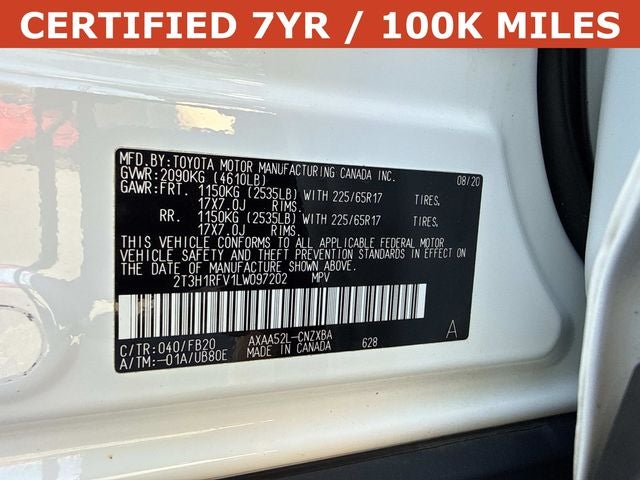 CERTIFIED 7YR / 100K MILES
MFD.BY:TOYOTA MOTOR MANUFACTURING CANADA INC.
GVWR:2090KG (4610LB) 08/20
GAWR:FRT. 1150KG (2535LB) WITH 225/65R17 TIRES,
17X7.0J RIMS.
RR. 1150KG (2535LB) WITH 225/65R17 TIRES,
17X7.0J RIMS.
THIS VEHICLE CONFORMS TO ALL APPLICABLE FEDERAL MOTOR
VEHICLE SAFETY AND THEFT PREVENTION STANDARDS IN EFFECT ON
THE DATE OF MANUFACTURE SHOWN ABOVE.
2T3H1RFV1LW097202 MPV
C/TR:040/FB20 AXAA52L-CNZXBA A
A/TM:-01A/UB80E MADE IN CANADA 628